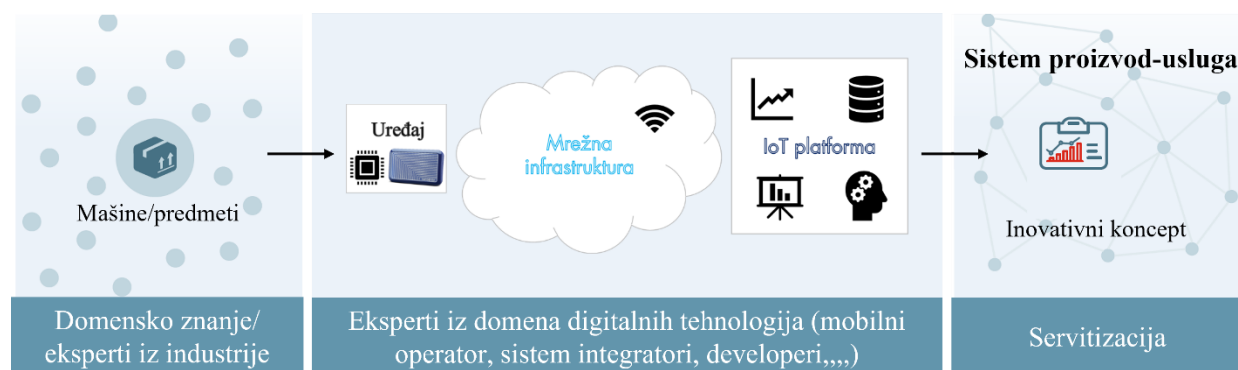 Mašine/predmeti
Domensko znanje/
eksperti iz industrije
Uređaj
Mrežna
infrastruktura
IoT platforma
Eksperti iz domena digitalnih tehnologija (mobilni
operator, sistem integratori, developeri,,,,)
Sistem proizvod-usluga
Inovativni koncept
Servitizacija